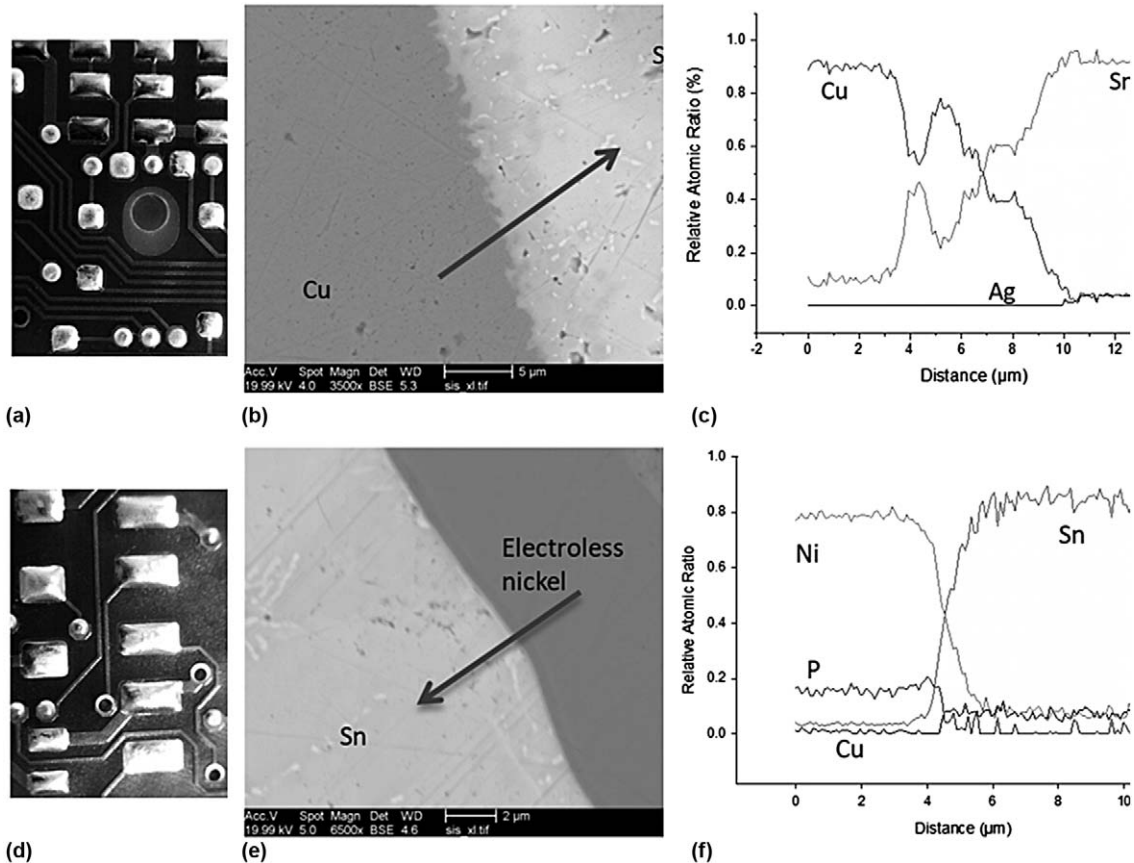 S
Cu
Acc.V Spot Magn Det WD
19.99 kV 4.0 3500x BSE 5.3 sis_xl.tif
5 µm
Relative Atomic Ratio (%)
1.0
0.8
0.6
0.4
0.2
0.0
Cu
Sr
Ag
-2 0 2 4 6 8 10 12
Distance (µm)
(a)
(b)
(c)
Electroless
nickel
Sn
Acc.V Spot Magn Det WD
19.99 kV 5.0 6500x BSE 4.6 sis_xl.tif
2 µm
Relative Atomic Ratio
1.0
0.8
0.6
0.4
0.2
0.0
Ni
Sn
P
Cu
0 2 4 6 8 10
Distance (µm)
(d)
(e)
(f)